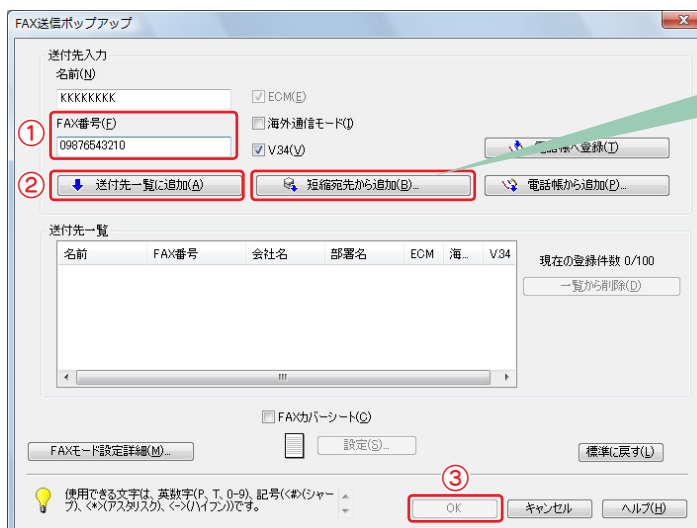 FAX送信ポップアップ
送付先入力
名前(N)
KKKKKKKK
ECM(E)
① FAX番号(F)
海外通信モード(I)
09876543210
V.34(V)
電話帳へ登録(T)
② 送付先一覧に追加(A)
短縮宛先から追加(B)...
電話帳から追加(P)...
送付先一覧
名前 FAX番号 会社名 部署名 ECM 海... V.34
現在の登録件数 0/100
一覧から削除(D)
FAXカバーシート(C)
FAXモード設定詳細(M)...
設定(S)...
標準に戻す(L)
③
使用できる文字は、英数字(P、T、0-9)、記号(<#>(シャー
プ)、<*>(アスタリスク)、<->(ハイフン))です。
OK
キャンセル
ヘルプ(H)